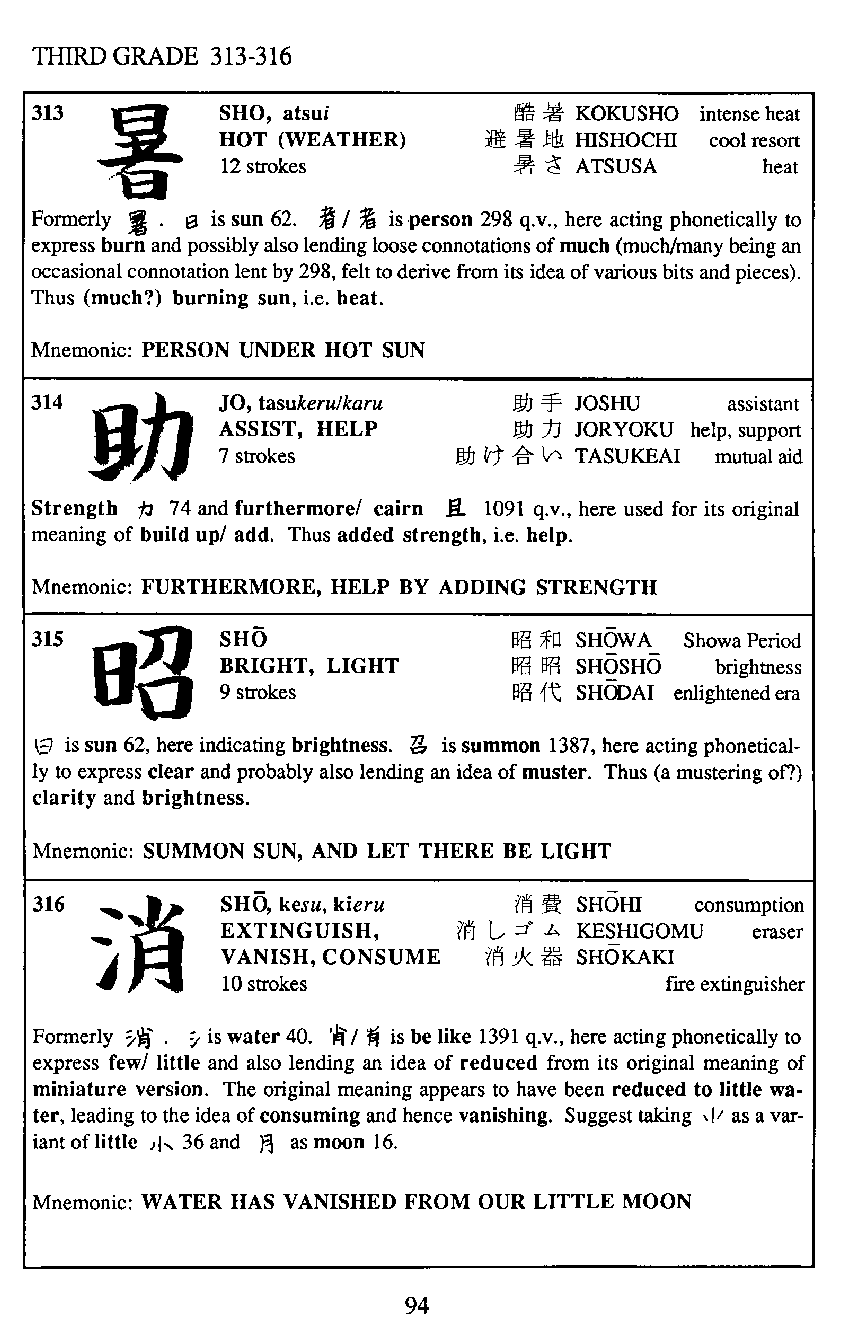 THIRD GRADE 313-316
313 暑 SHO, atsui 酷暑 KOKUSHO intense heat
HOT (WEATHER) 避暑地 HISHOCHI cool resort
12 strokes 暑さ ATSUSA heat
Formerly 暑. 日 is sun 62. 者/者 is person 298 q.v., here acting phonetically to
express burn and possibly also lending loose connotations of much (much/many being an
occasional connotation lent by 298, felt to derive from its idea of various bits and pieces).
Thus (much?) burning sun, i.e. heat.
Mnemonic: PERSON UNDER HOT SUN
314 助 JO, tasukeru/karu 助手 JOSHU assistant
ASSIST, HELP 助力 JORYOKU help, support
7 strokes 助け合い TASUKEAI mutual aid
Strength 力 74 and furthermore/ cairn 且 1091 q.v., here used for its original
meaning of build up/ add. Thus added strength, i.e. help.
Mnemonic: FURTHERMORE, HELP BY ADDING STRENGTH
315 昭 SHŌ 昭和 SHŌWA Showa Period
BRIGHT, LIGHT 昭昭 SHŌSHŌ brightness
9 strokes 昭代 SHŌDAI enlightened era
日 is sun 62, here indicating brightness. 召 is summon 1387, here acting phonetical-
ly to express clear and probably also lending an idea of muster. Thus (a mustering of?)
clarity and brightness.
Mnemonic: SUMMON SUN, AND LET THERE BE LIGHT
316 消 SHŌ, kesu, kieru 消費 SHŌHI consumption
EXTINGUISH, 消しゴム KESHIGOMU eraser
VANISH, CONSUME 消火器 SHŌKAKI
10 strokes fire extinguisher
Formerly 消. 氵 is water 40. 肖/肖 is be like 1391 q.v., here acting phonetically to
express few/ little and also lending an idea of reduced from its original meaning of
miniature version. The original meaning appears to have been reduced to little wa-
ter, leading to the idea of consuming and hence vanishing. Suggest taking ⺌ as a var-
iant of little 小 36 and 月 as moon 16.
Mnemonic: WATER HAS VANISHED FROM OUR LITTLE MOON
94